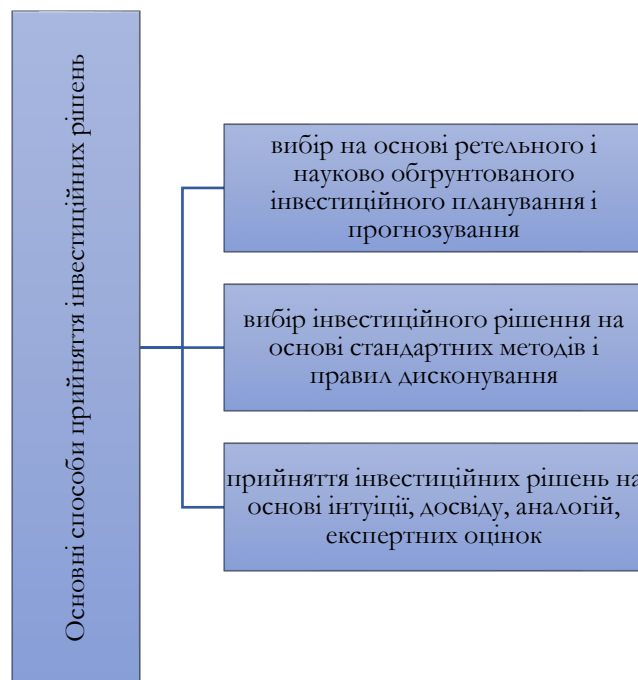 Основні способи прийняття інвестиційних рішень
вибір на основі ретельного і
науково обгрунтованого
інвестиційного планування і
прогнозування
вибір інвестиційного рішення на
основі стандартних методів і
правил дисконування
прийняття інвестиційних рішень на
основі інтуіції, досвіду, аналогій,
експертних оцінок